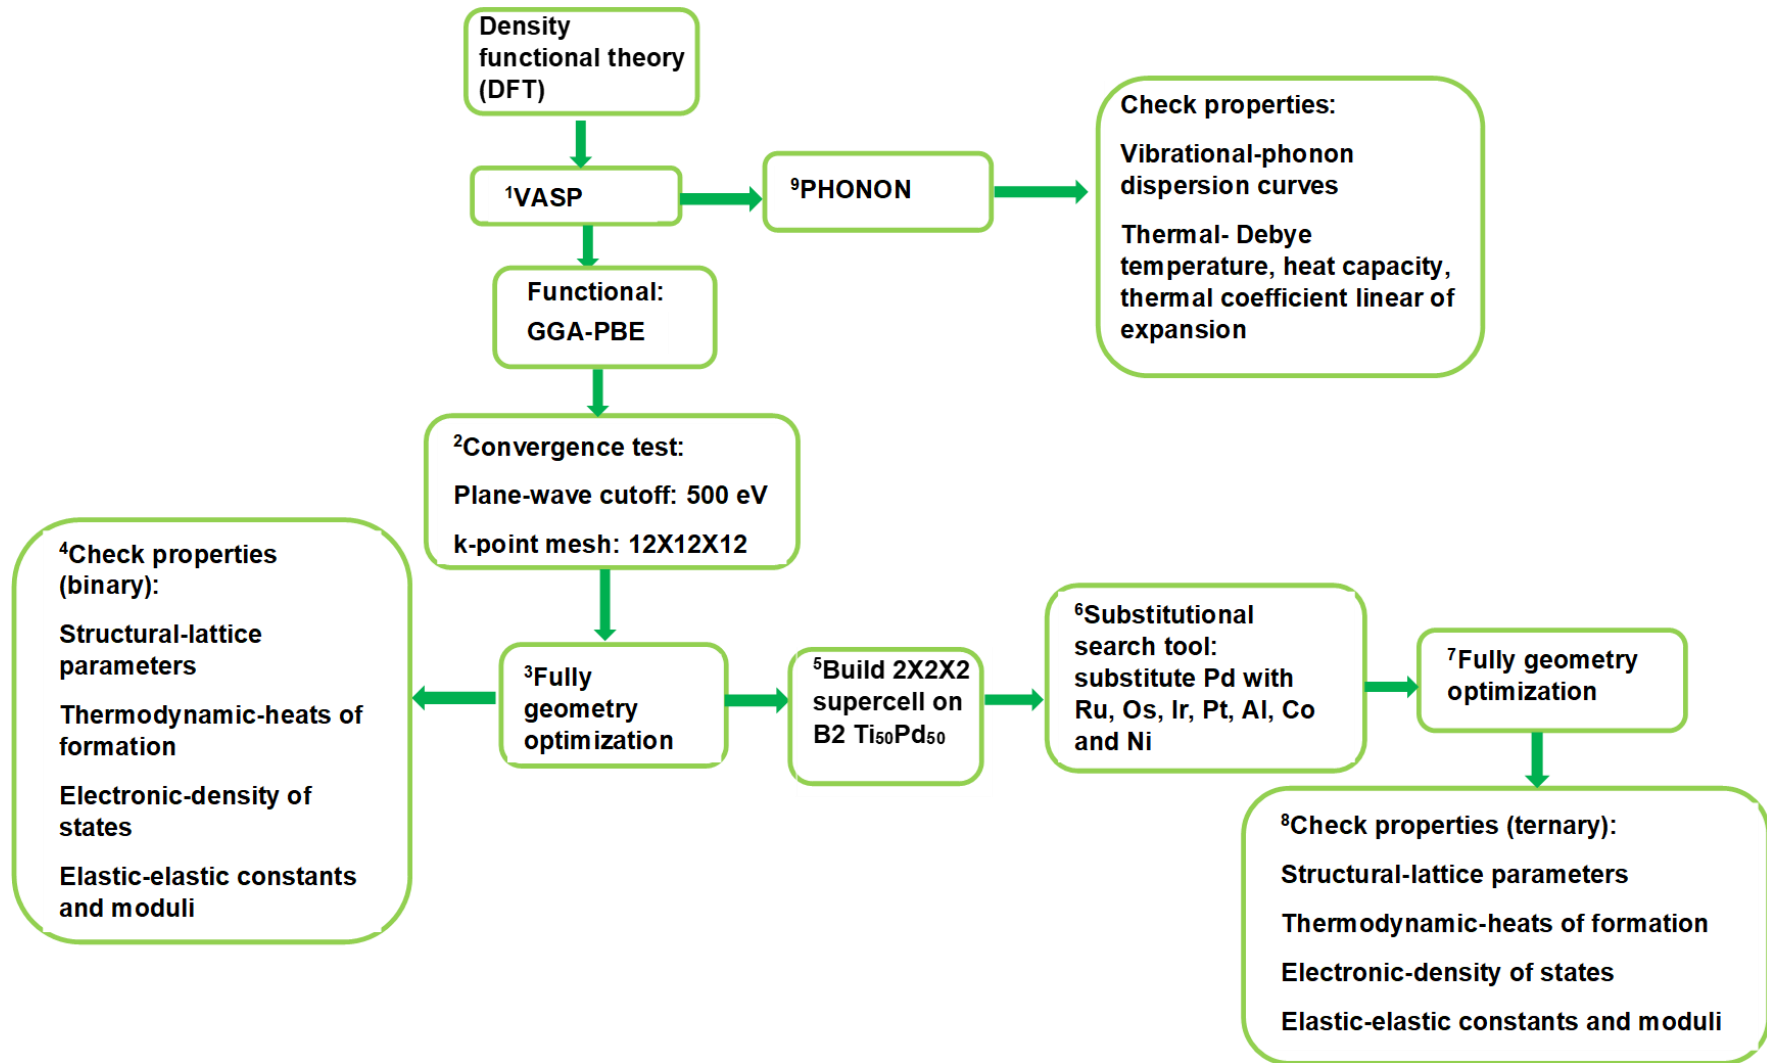 Density
functional theory
(DFT)
¹VASP
⁹PHONON
Check properties:
Vibrational-phonon
dispersion curves
Thermal- Debye
temperature, heat capacity,
thermal coefficient linear of
expansion
Functional:
GGA-PBE
²Convergence test:
Plane-wave cutoff: 500 eV
k-point mesh: 12X12X12
⁴Check properties
(binary):
Structural-lattice
parameters
Thermodynamic-heats of
formation
Electronic-density of
states
Elastic-elastic constants
and moduli
³Fully
geometry
optimization
⁵Build 2X2X2
supercell on
B2 Ti₅₀Pd₅₀
⁶Substitutional
search tool:
substitute Pd with
Ru, Os, Ir, Pt, Al, Co
and Ni
⁷Fully geometry
optimization
⁸Check properties (ternary):
Structural-lattice parameters
Thermodynamic-heats of formation
Electronic-density of states
Elastic-elastic constants and moduli